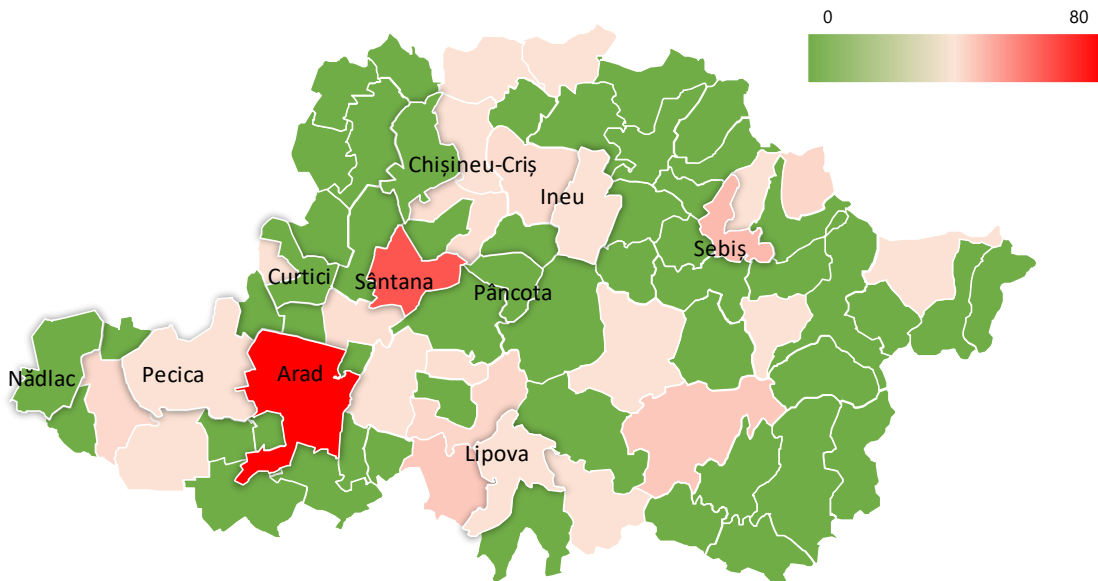 0 80
Chișineu-Criș
Ineu
Sebiș
Curtici
Sântana
Pâncota
Nădlac
Pecica
Arad
Lipova